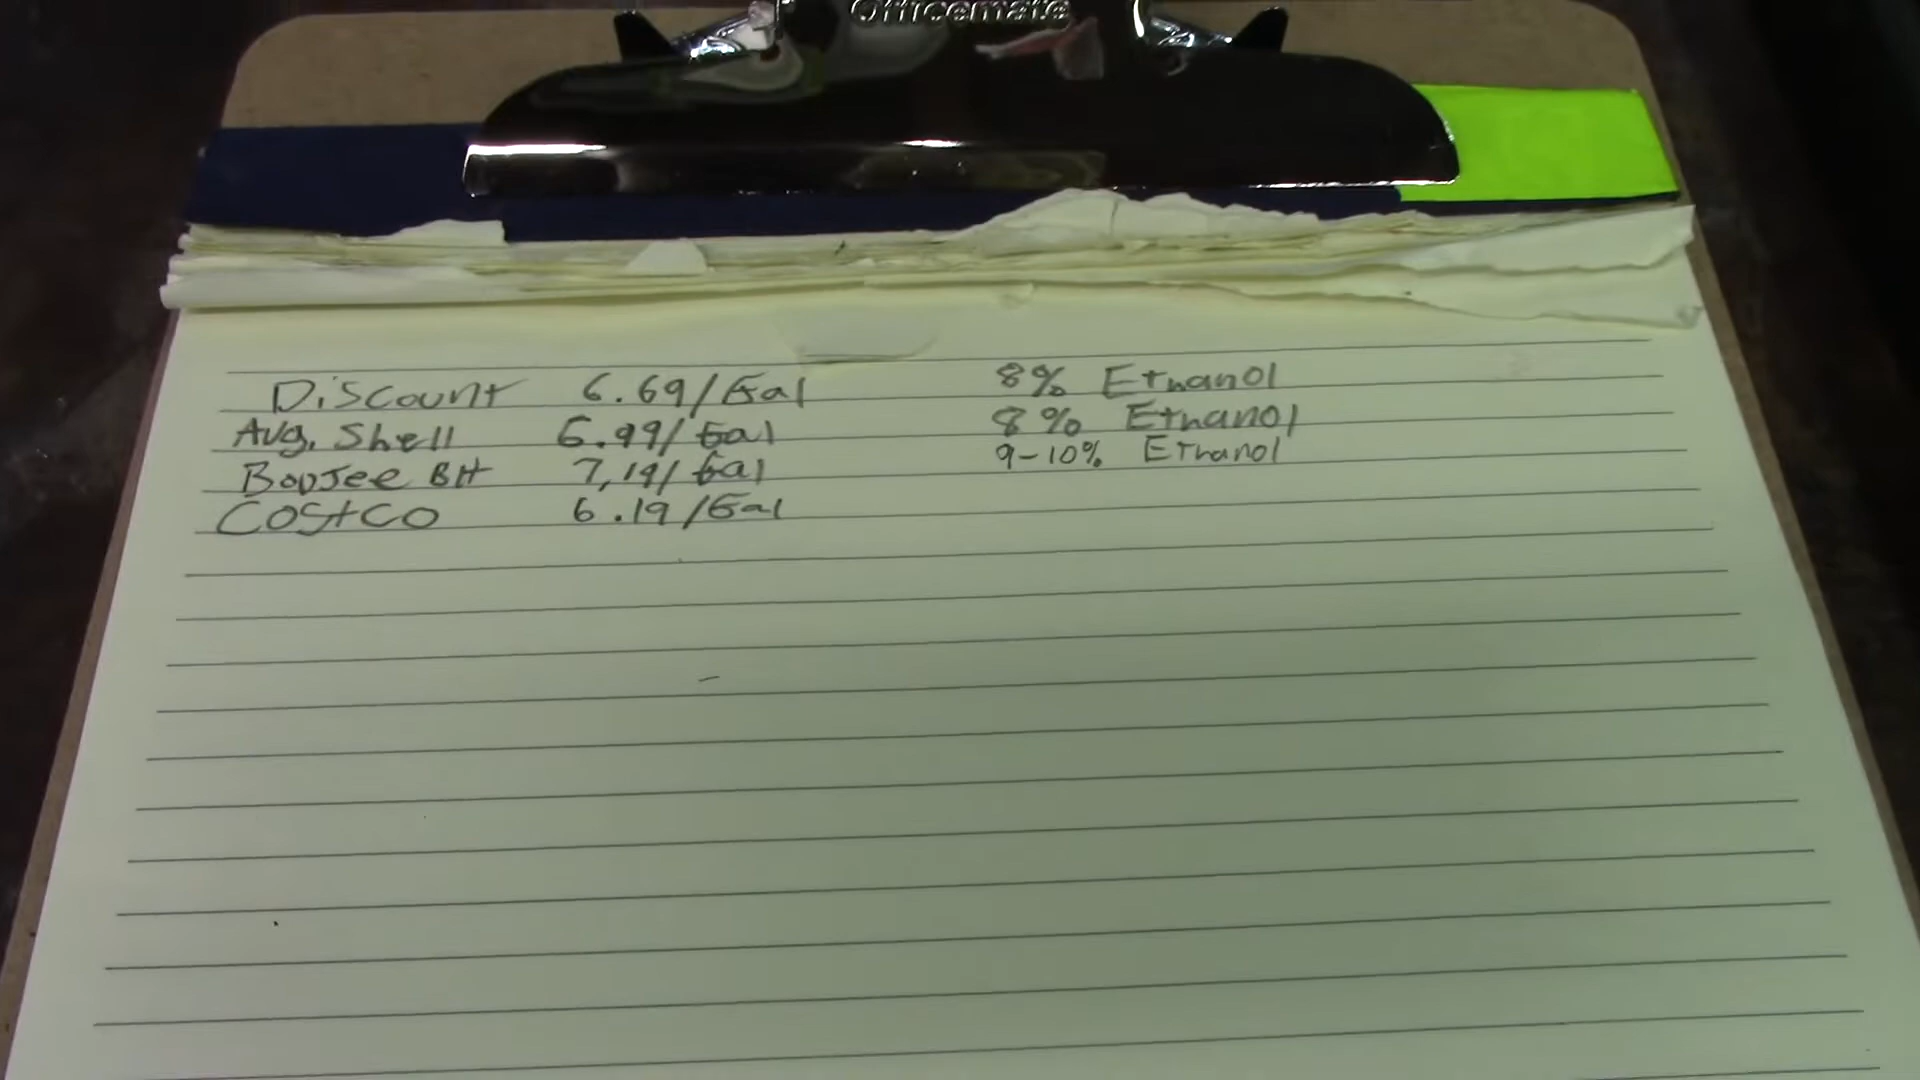 Officemate
Discount 6.69/Gal 8% Ethanol
Avg. Shell 6.99/Gal 8% Ethanol
Boujee BH 7,19/Gal 9-10% Ethanol
Costco 6.19/Gal